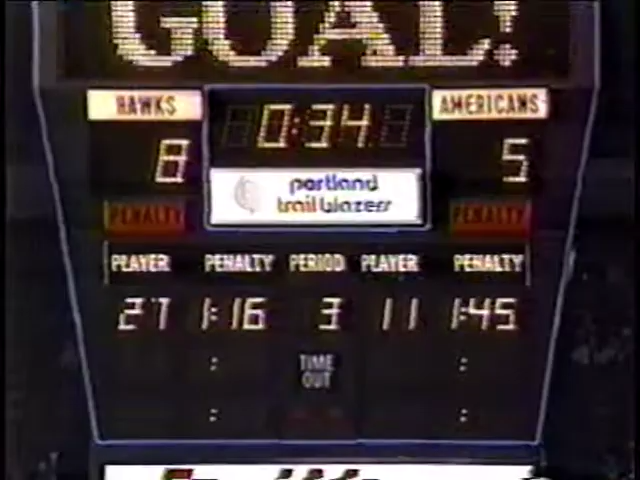 GOAL!
HAWKS 0:34 AMERICANS
8 5
portland
trail blazers
PENALTY PENALTY
PLAYER PENALTY PERIOD PLAYER PENALTY
27 1:16 3 11 1:45
: TIME OUT :
: :